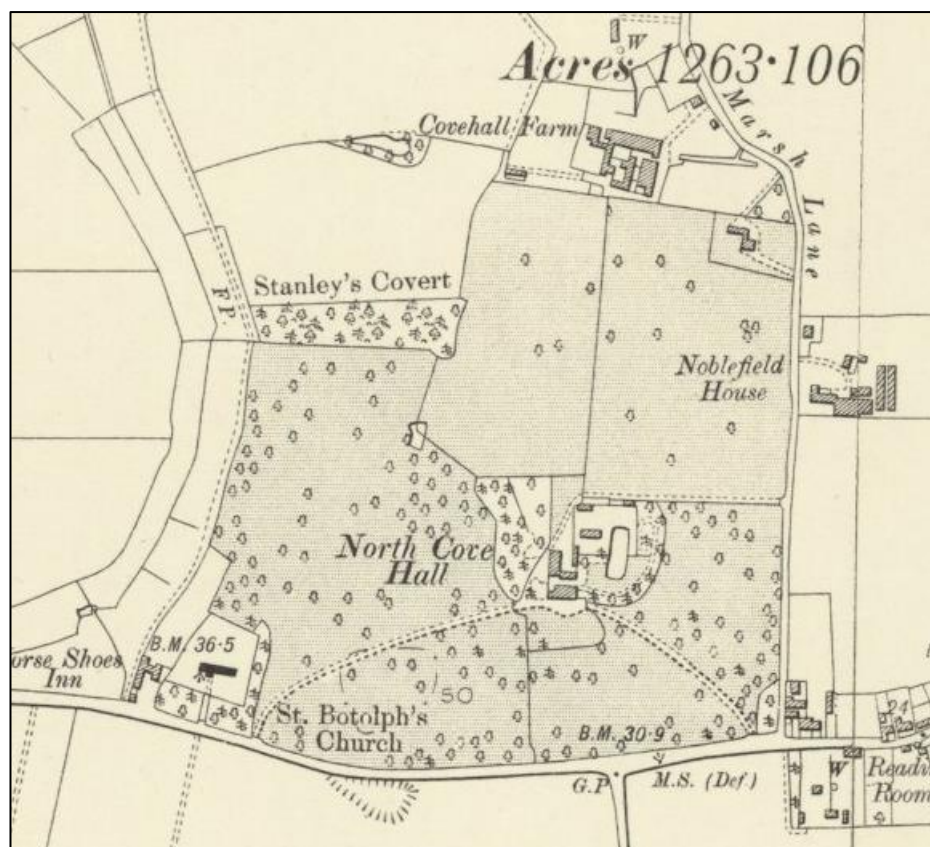 W
Acres 1263·106
Marsh Lane
Covehall Farm
Stanley's Covert
F.P.
Noblefield
House
North Cove
Hall
B.M. 36·5
orse Shoes
Inn
50
St. Botolph's
Church
B.M. 30·9
24
G.P
M.S. (Def.)
W
Readi
Room